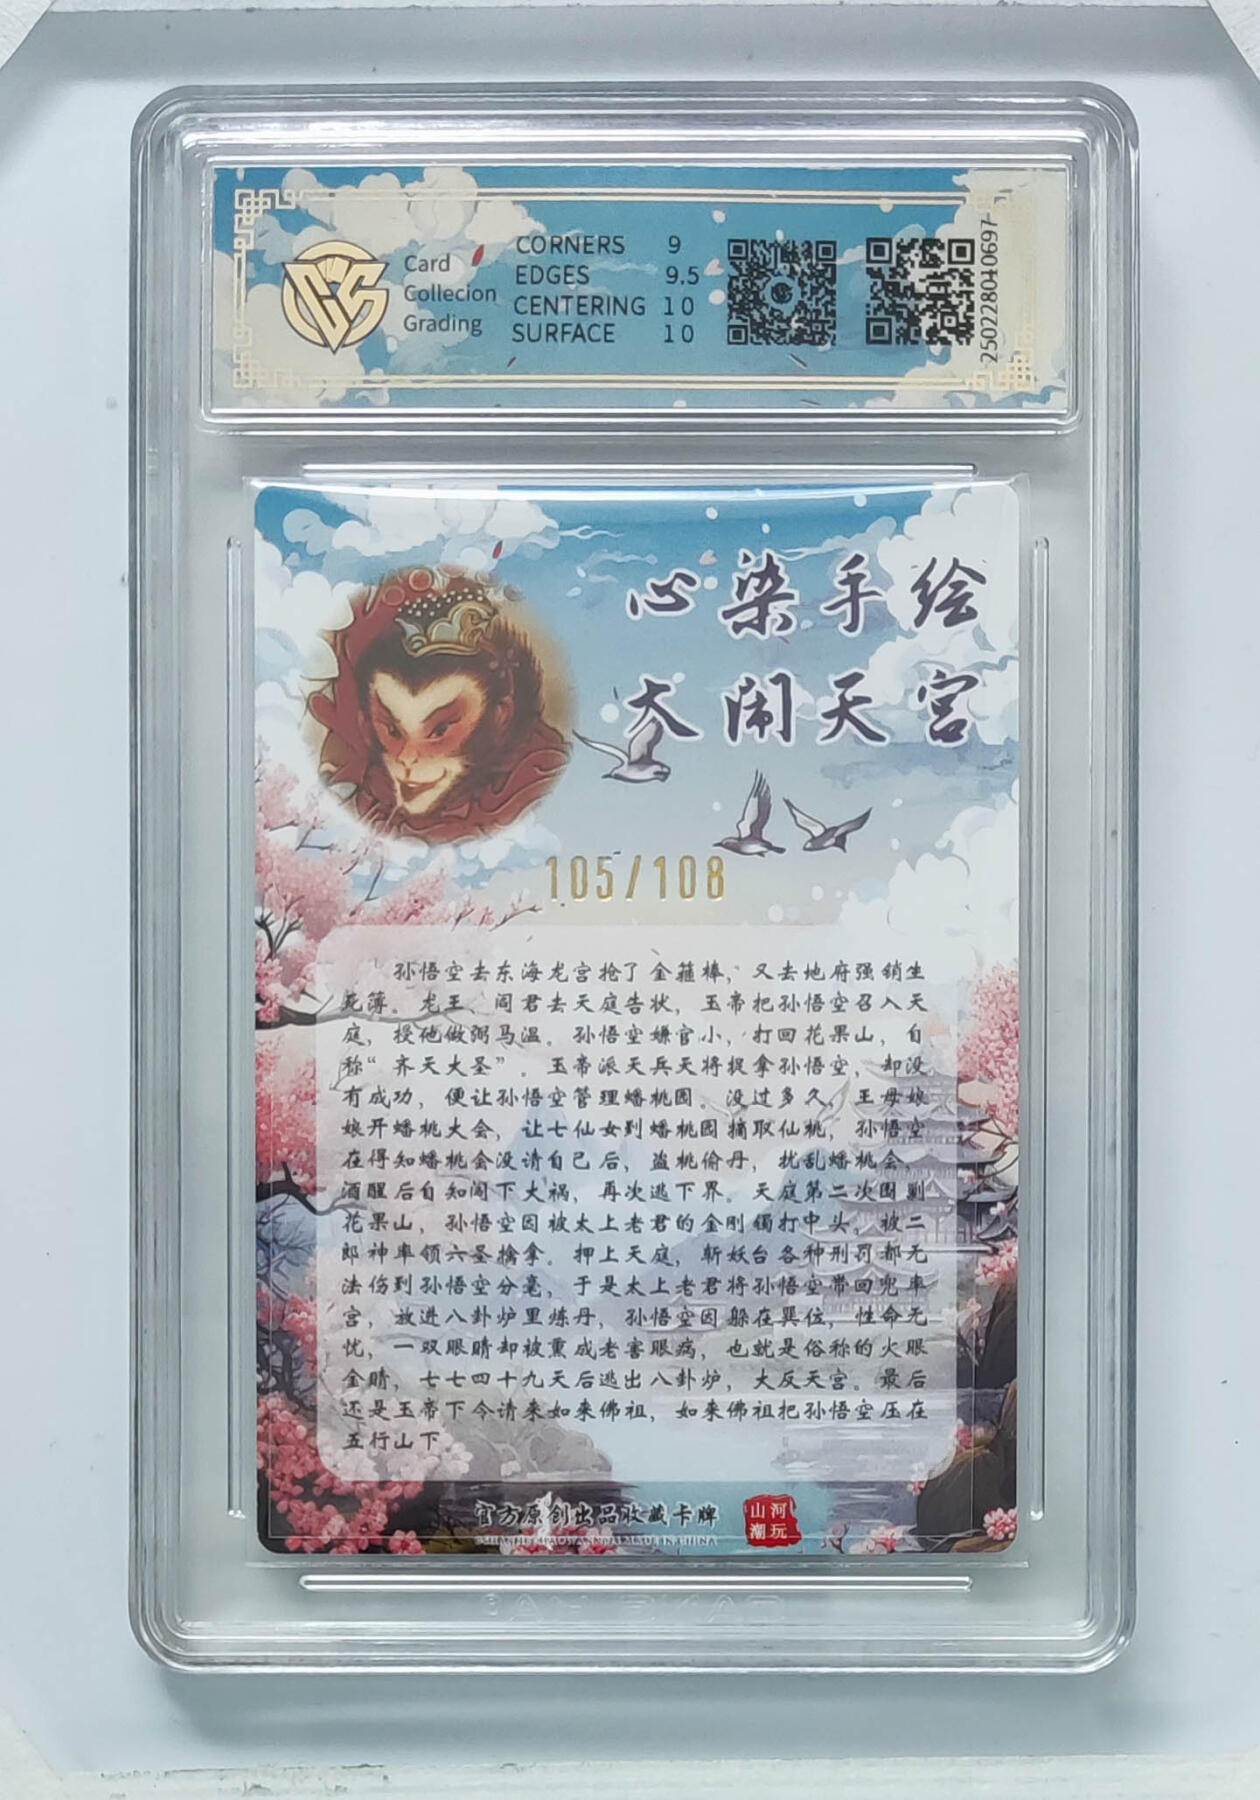 Card
Collecion
Grading
CORNERS 9
EDGES 9.5
CENTERING 10
SURFACE 10
2502280410697
心染手绘
大闹天宫
105/108
孙悟空去东海龙宫抢了金箍棒，又去地府强销生
死簿。龙王、阎君去天庭告状，玉帝把孙悟空召入天
庭，授他做弼马温。孙悟空嫌官小，打回花果山，自
称“齐天大圣”。玉帝派天兵天将捉拿孙悟空，却没
有成功，便让孙悟空管理蟠桃园。没过多久，王母娘
娘开蟠桃大会，让七仙女到蟠桃园摘取仙桃，孙悟空
在得知蟠桃会没请自己后，盗桃偷丹，扰乱蟠桃会，
酒醒后自知闯下大祸，再次逃下界。天庭第二次围剿
花果山，孙悟空因被太上老君的金刚镯打中头，被二
郎神率领六圣擒拿。押上天庭，斩妖台各种刑罚都无
法伤到孙悟空分毫，于是太上老君将孙悟空带回兜率
宫，放进八卦炉里炼丹，孙悟空因躲在巽位，性命无
忧，一双眼睛却被熏成老害眼病，也就是俗称的火眼
金睛，七七四十九天后逃出八卦炉，大反天宫。最后
还是玉帝下令请来如来佛祖，如来佛祖把孙悟空压在
五行山下
官方原创出品收藏卡牌
山河
潮玩